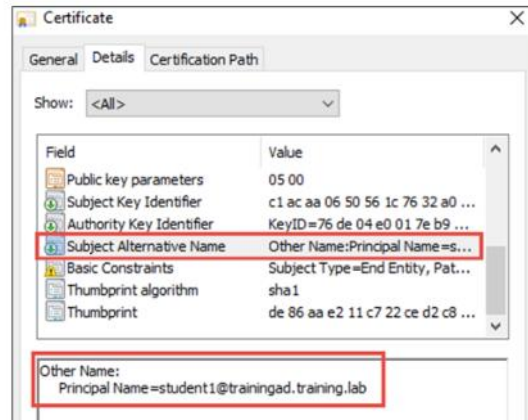 Certificate
General Details Certification Path
Show: <All>
Field Value
Public key parameters 05 00
Subject Key Identifier c1 ac aa 06 50 56 1c 76 32 a0 ...
Authority Key Identifier KeyID=76 de 04 e0 01 7e b9 ...
Subject Alternative Name Other Name:Principal Name=s...
Basic Constraints Subject Type=End Entity, Pat...
Thumbprint algorithm sha1
Thumbprint de 86 aa e2 11 c7 22 ce d2 c8 ...
Other Name:
Principal Name=student1@trainingad.training.lab